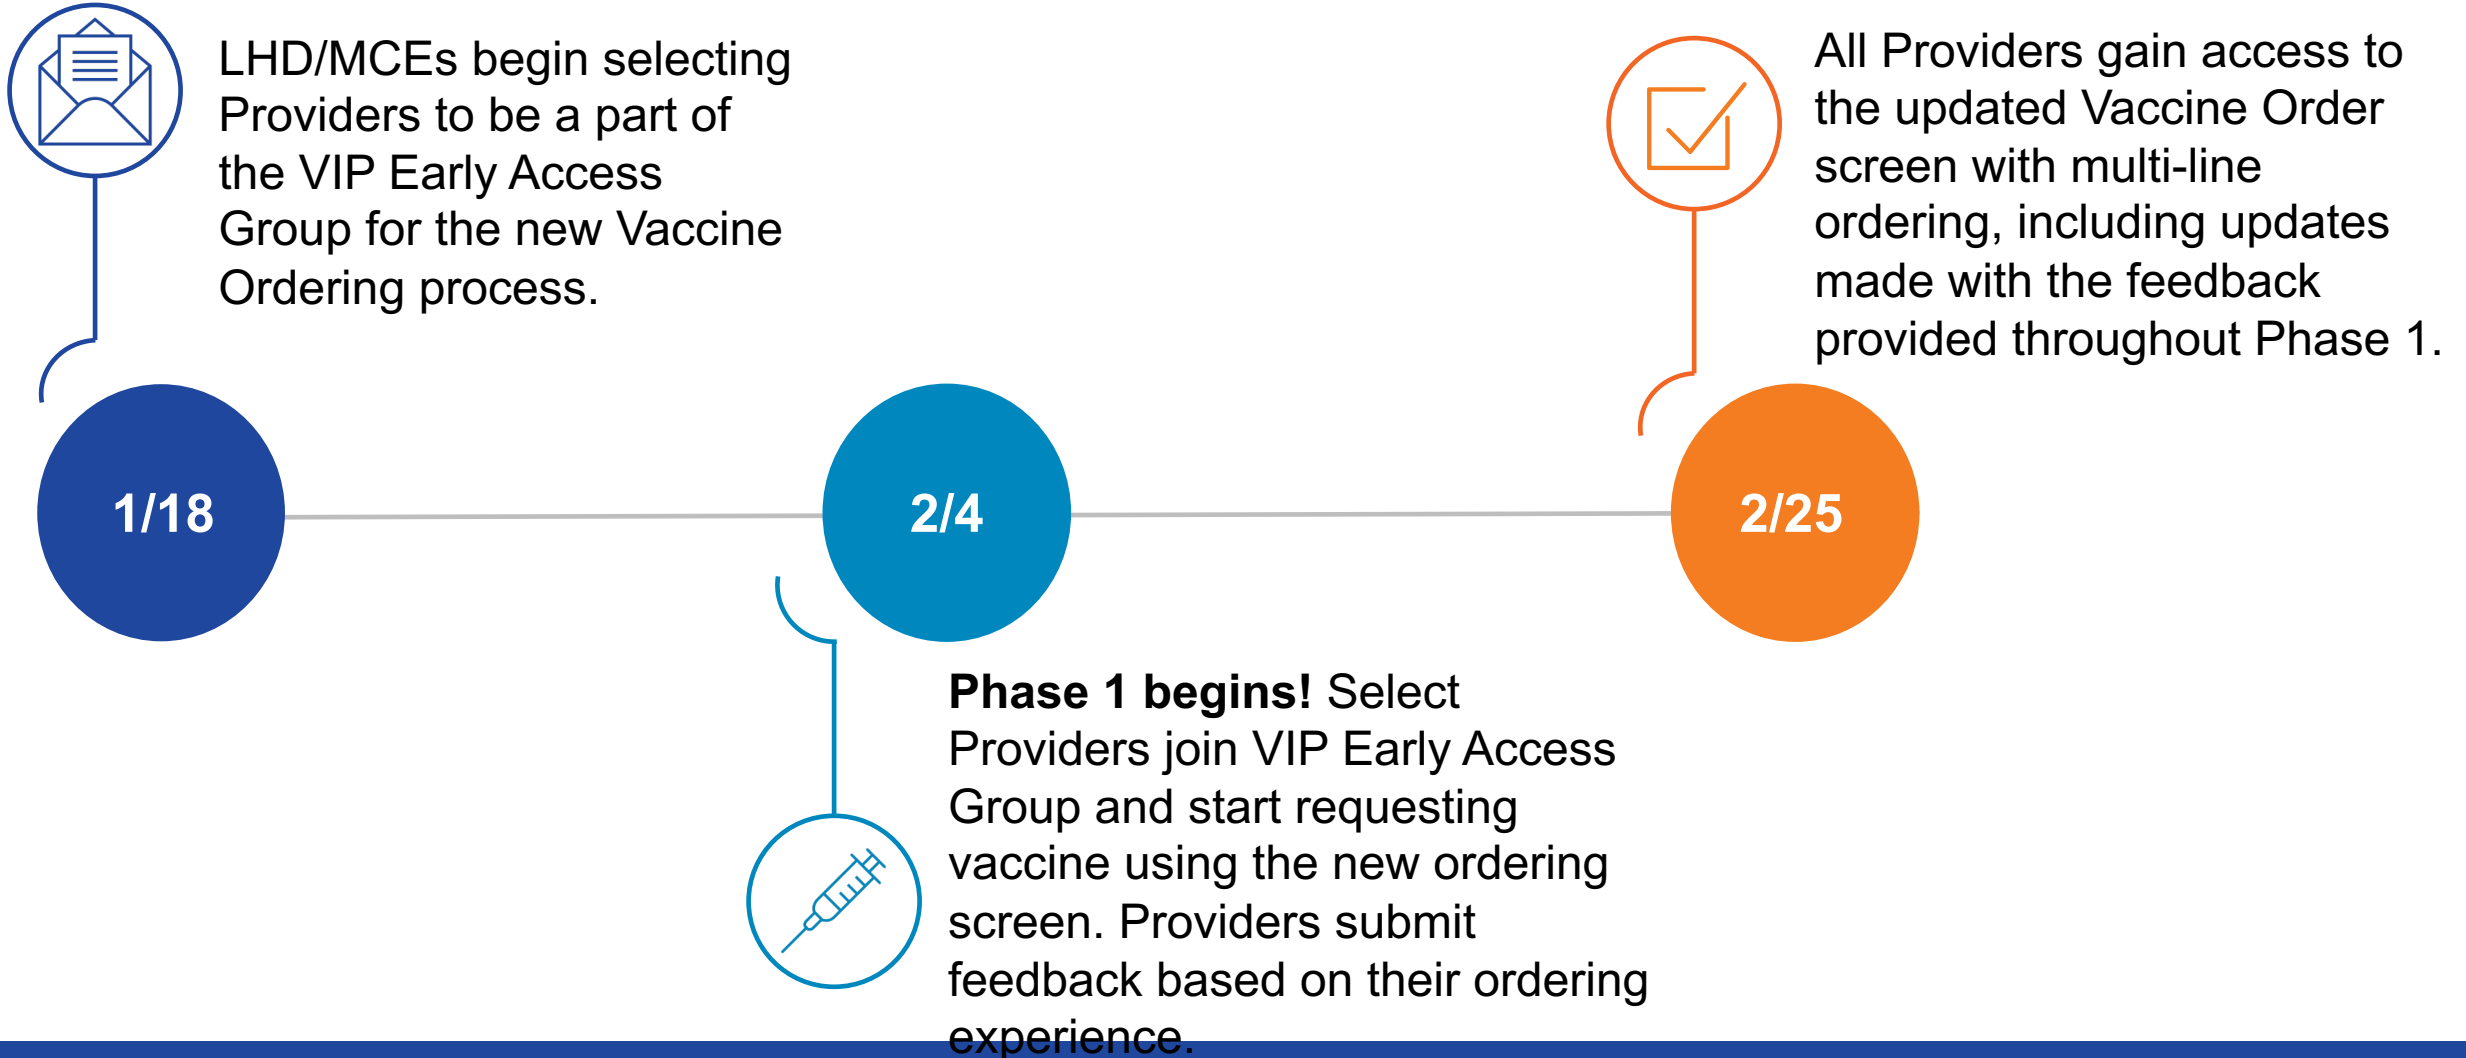 LHD/MCEs begin selecting
Providers to be a part of
the VIP Early Access
Group for the new Vaccine
Ordering process.
All Providers gain access to
the updated Vaccine Order
screen with multi-line
ordering, including updates
made with the feedback
provided throughout Phase 1.
1/18
2/4
2/25
Phase 1 begins! Select
Providers join VIP Early Access
Group and start requesting
vaccine using the new ordering
screen. Providers submit
feedback based on their ordering
experience.